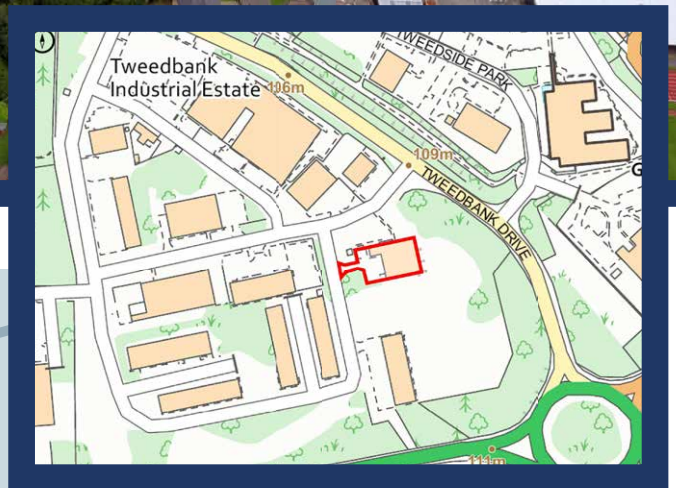 Tweedbank
Industrial Estate
106m
TWEEDSIDE PARK
109m
TWEEDBANK DRIVE
G
111m